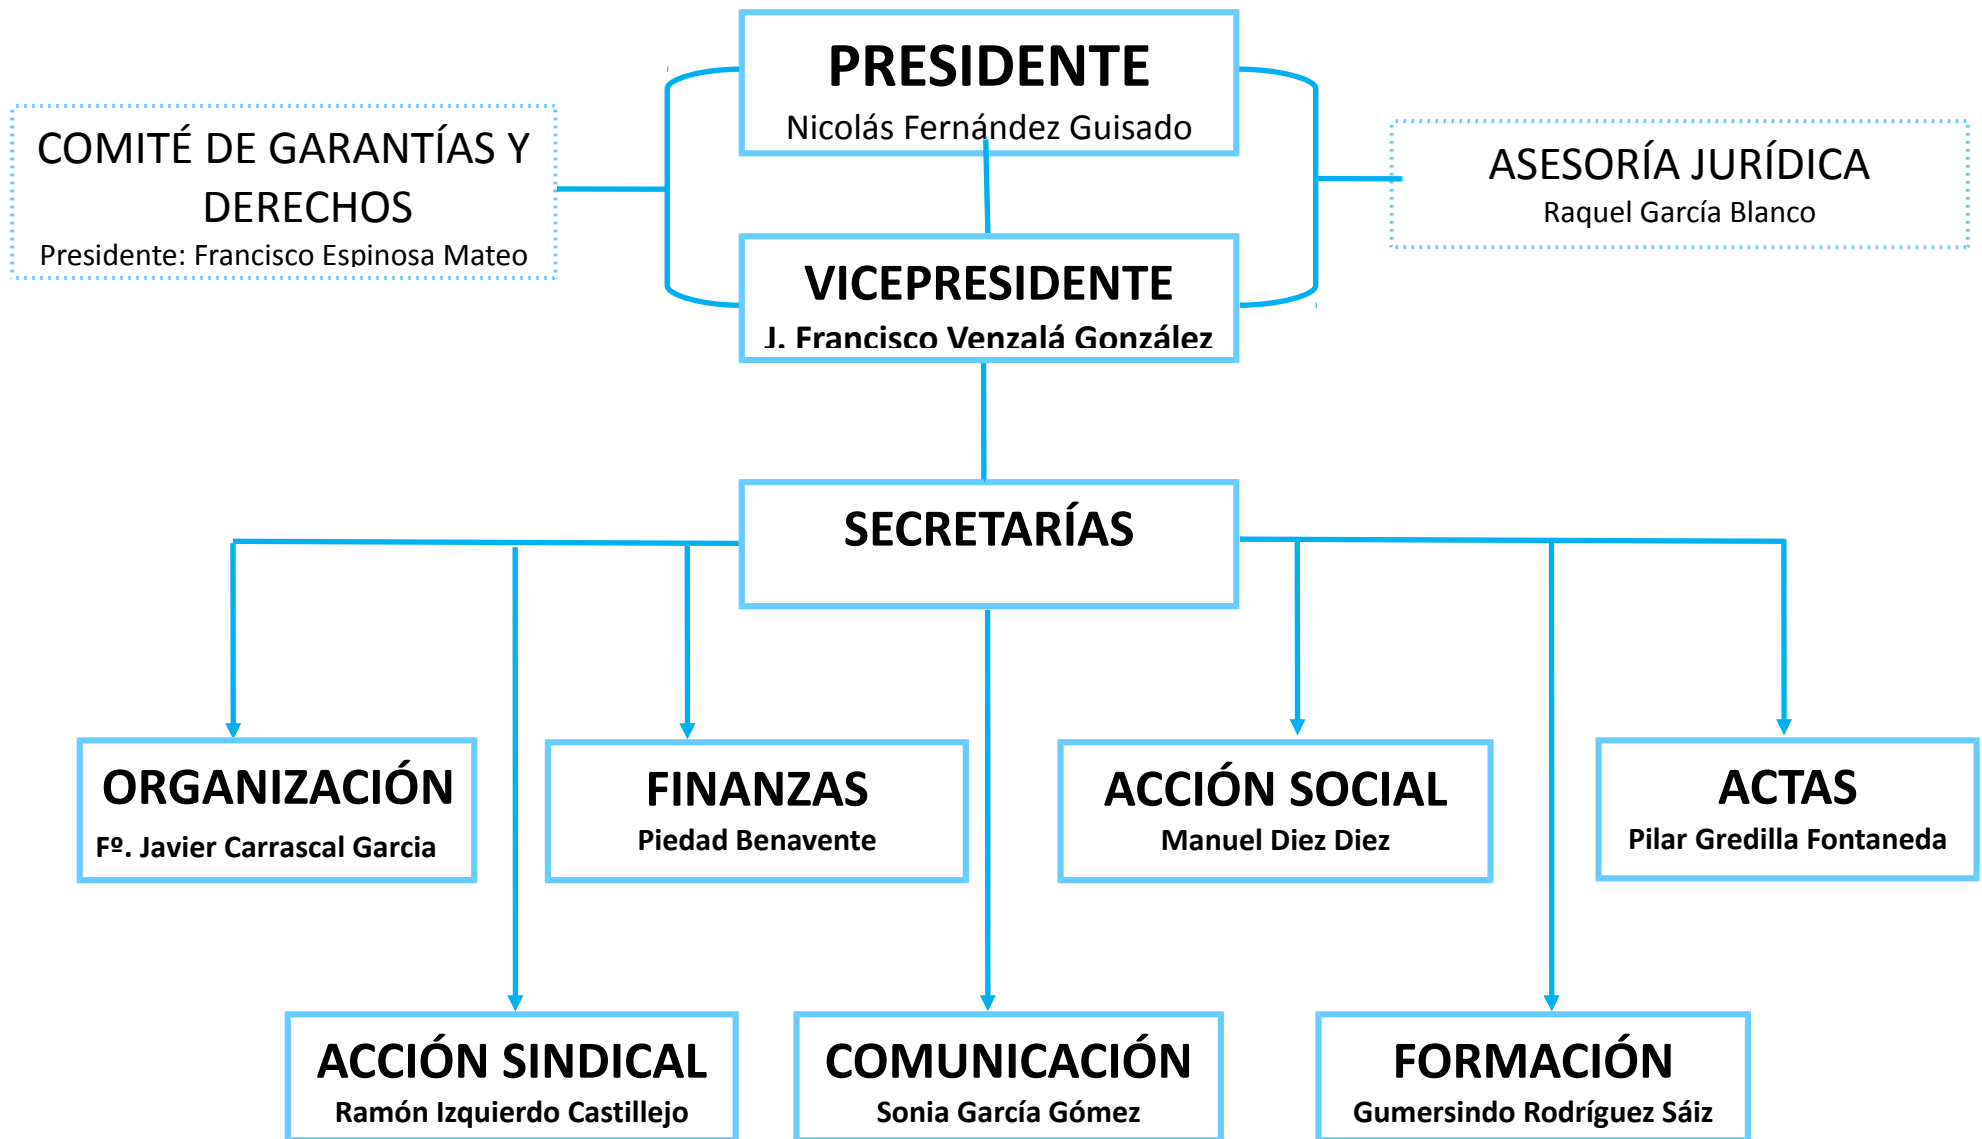 PRESIDENTE
Nicolás Fernández Guisado
COMITÉ DE GARANTÍAS Y
DERECHOS
Presidente: Francisco Espinosa Mateo
ASESORÍA JURÍDICA
Raquel García Blanco
VICEPRESIDENTE
J. Francisco Venzalá González
SECRETARÍAS
ORGANIZACIÓN
Fº. Javier Carrascal Garcia
FINANZAS
Piedad Benavente
ACCIÓN SOCIAL
Manuel Diez Diez
ACTAS
Pilar Gredilla Fontaneda
ACCIÓN SINDICAL
Ramón Izquierdo Castillejo
COMUNICACIÓN
Sonia García Gómez
FORMACIÓN
Gumersindo Rodríguez Sáiz